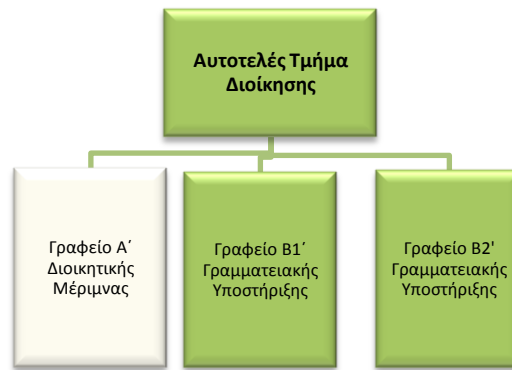 Αυτοτελές Τμήμα
Διοίκησης
Γραφείο Α΄
Διοικητικής
Μέριμνας
Γραφείο Β1΄
Γραμματειακής
Υποστήριξης
Γραφείο Β2'
Γραμματειακής
Υποστήριξης